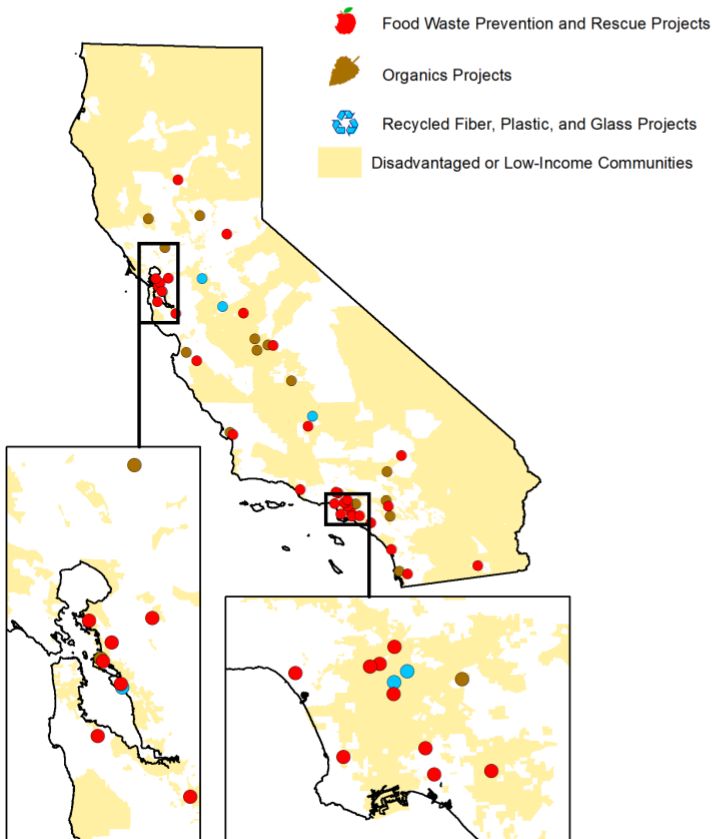 Food Waste Prevention and Rescue Projects
Organics Projects
Recycled Fiber, Plastic, and Glass Projects
Disadvantaged or Low-Income Communities